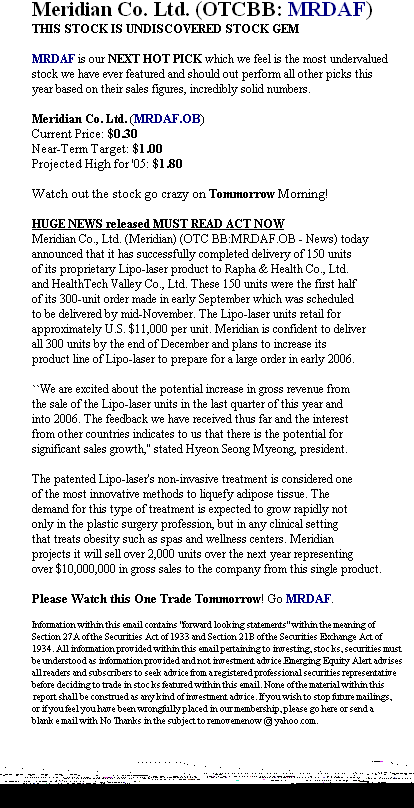 Meridian Co. Ltd. (OTCBB: MRDAF)
THIS STOCK IS UNDISCOVERED STOCK GEM
MRDAF is our NEXT HOT PICK which we feel is the most undervalued
stock we have ever featured and should out perform all other picks this
year based on their sales figures, incredibly solid numbers.
Meridian Co. Ltd. (MRDAF.OB)
Current Price: $0.30
Near-Term Target: $1.00
Projected High for '05: $1.80
Watch out the stock go crazy on Tommorrow Morning!
HUGE NEWS released MUST READ ACT NOW
Meridian Co., Ltd. (Meridian) (OTC BB:MRDAF.OB - News) today
announced that it has successfully completed delivery of 150 units
of its proprietary Lipo-laser product to Rapha & Health Co., Ltd.
and HealthTech Valley Co., Ltd. These 150 units were the first half
of its 300-unit order made in early September which was scheduled
to be delivered by mid-November. The Lipo-laser units retail for
approximately U.S. $11,000 per unit. Meridian is confident to deliver
all 300 units by the end of December and plans to increase its
product line of Lipo-laser to prepare for a large order in early 2006.
``We are excited about the potential increase in gross revenue from
the sale of the Lipo-laser units in the last quarter of this year and
into 2006. The feedback we have received thus far and the interest
from other countries indicates to us that there is the potential for
significant sales growth,'' stated Hyeon Seong Myeong, president.
The patented Lipo-laser's non-invasive treatment is considered one
of the most innovative methods to liquefy adipose tissue. The
demand for this type of treatment is expected to grow rapidly not
only in the plastic surgery profession, but in any clinical setting
that treats obesity such as spas and wellness centers. Meridian
projects it will sell over 2,000 units over the next year representing
over $10,000,000 in gross sales to the company from this single product.
Please Watch this One Trade Tommorrow! Go MRDAF.
Information within this email contains "forward looking statements" within the meaning of
Section 27A of the Securities Act of 1933 and Section 21B of the Securities Exchange Act of
1934. All information provided within this email pertaining to investing, stocks, securities must
be understood as information provided and not investment advice. Emerging Equity Alert advises
all readers and subscribers to seek advice from a registered professional securities representative
before deciding to trade in stocks featured within this email. None of the material within this
report shall be construed as any kind of investment advice. If you wish to stop future mailings,
or if you feel you have been wrongfully placed in our membership, please go here or send a
blank e mail with No Thanks in the subject to removemenow @ yahoo.com.